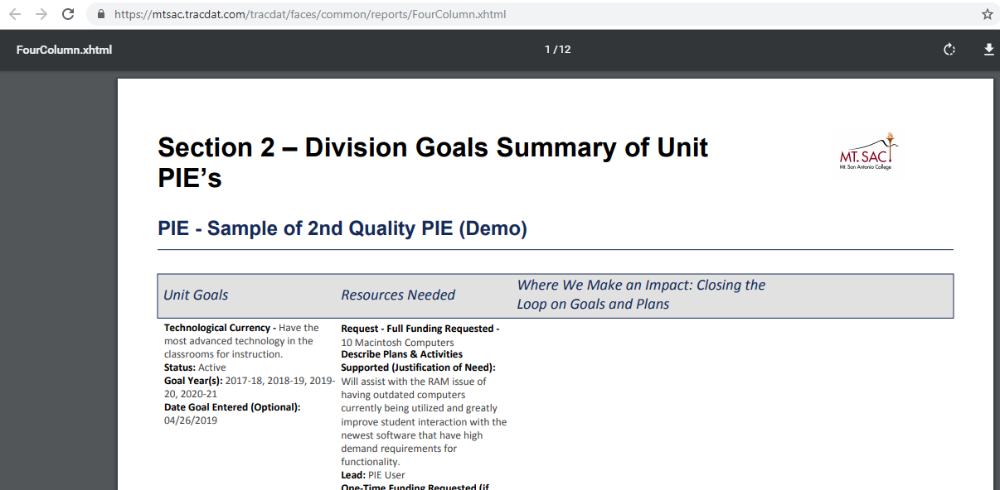 https://mtsac.tracdat.com/tracdat/faces/common/reports/FourColumn.xhtml
FourColumn.xhtml
1 / 12
Section 2 – Division Goals Summary of Unit
PIE’s
MT. SAC
Mt. San Antonio College
PIE - Sample of 2nd Quality PIE (Demo)
Unit Goals
Resources Needed
Where We Make an Impact: Closing the
Loop on Goals and Plans
Technological Currency - Have the
most advanced technology in the
classrooms for instruction.
Status: Active
Goal Year(s): 2017-18, 2018-19, 2019-
20, 2020-21
Date Goal Entered (Optional):
04/26/2019
Request - Full Funding Requested -
10 Macintosh Computers
Describe Plans & Activities
Supported (Justification of Need):
Will assist with the RAM issue of
having outdated computers
currently being utilized and greatly
improve student interaction with the
newest software that have high
demand requirements for
functionality.
Lead: PIE User
One-Time Funding Requested (if